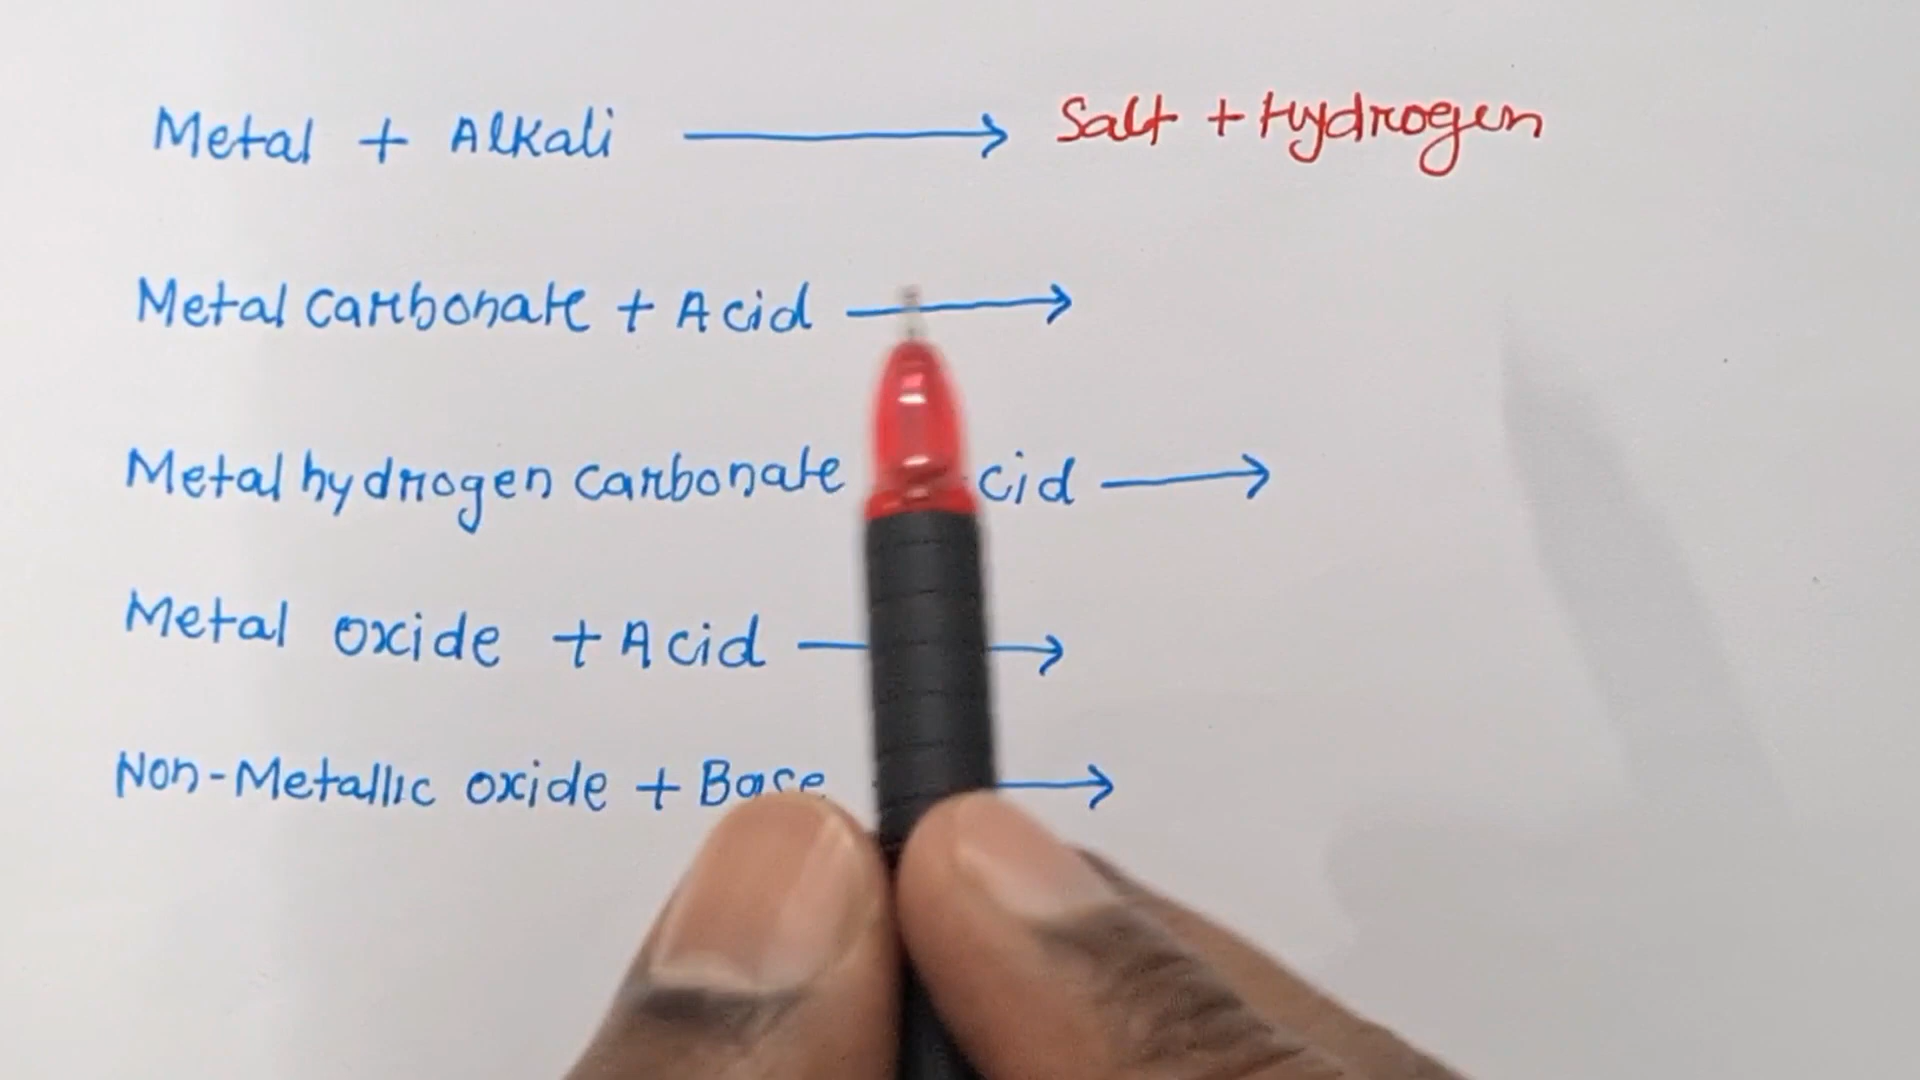 Metal + Alkali → Salt + Hydrogen
Metal carbonate + Acid →
Metal hydrogen carbonate cid →
Metal oxide + Acid →
Non-Metallic oxide + Base →